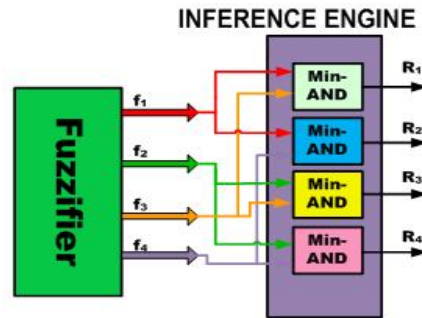 INFERENCE ENGINE
Fuzzifier
f₁
f₂
f₃
f₄
Min-
AND
Min-
AND
Min-
AND
Min-
AND
R₁
R₂
R₃
R₄